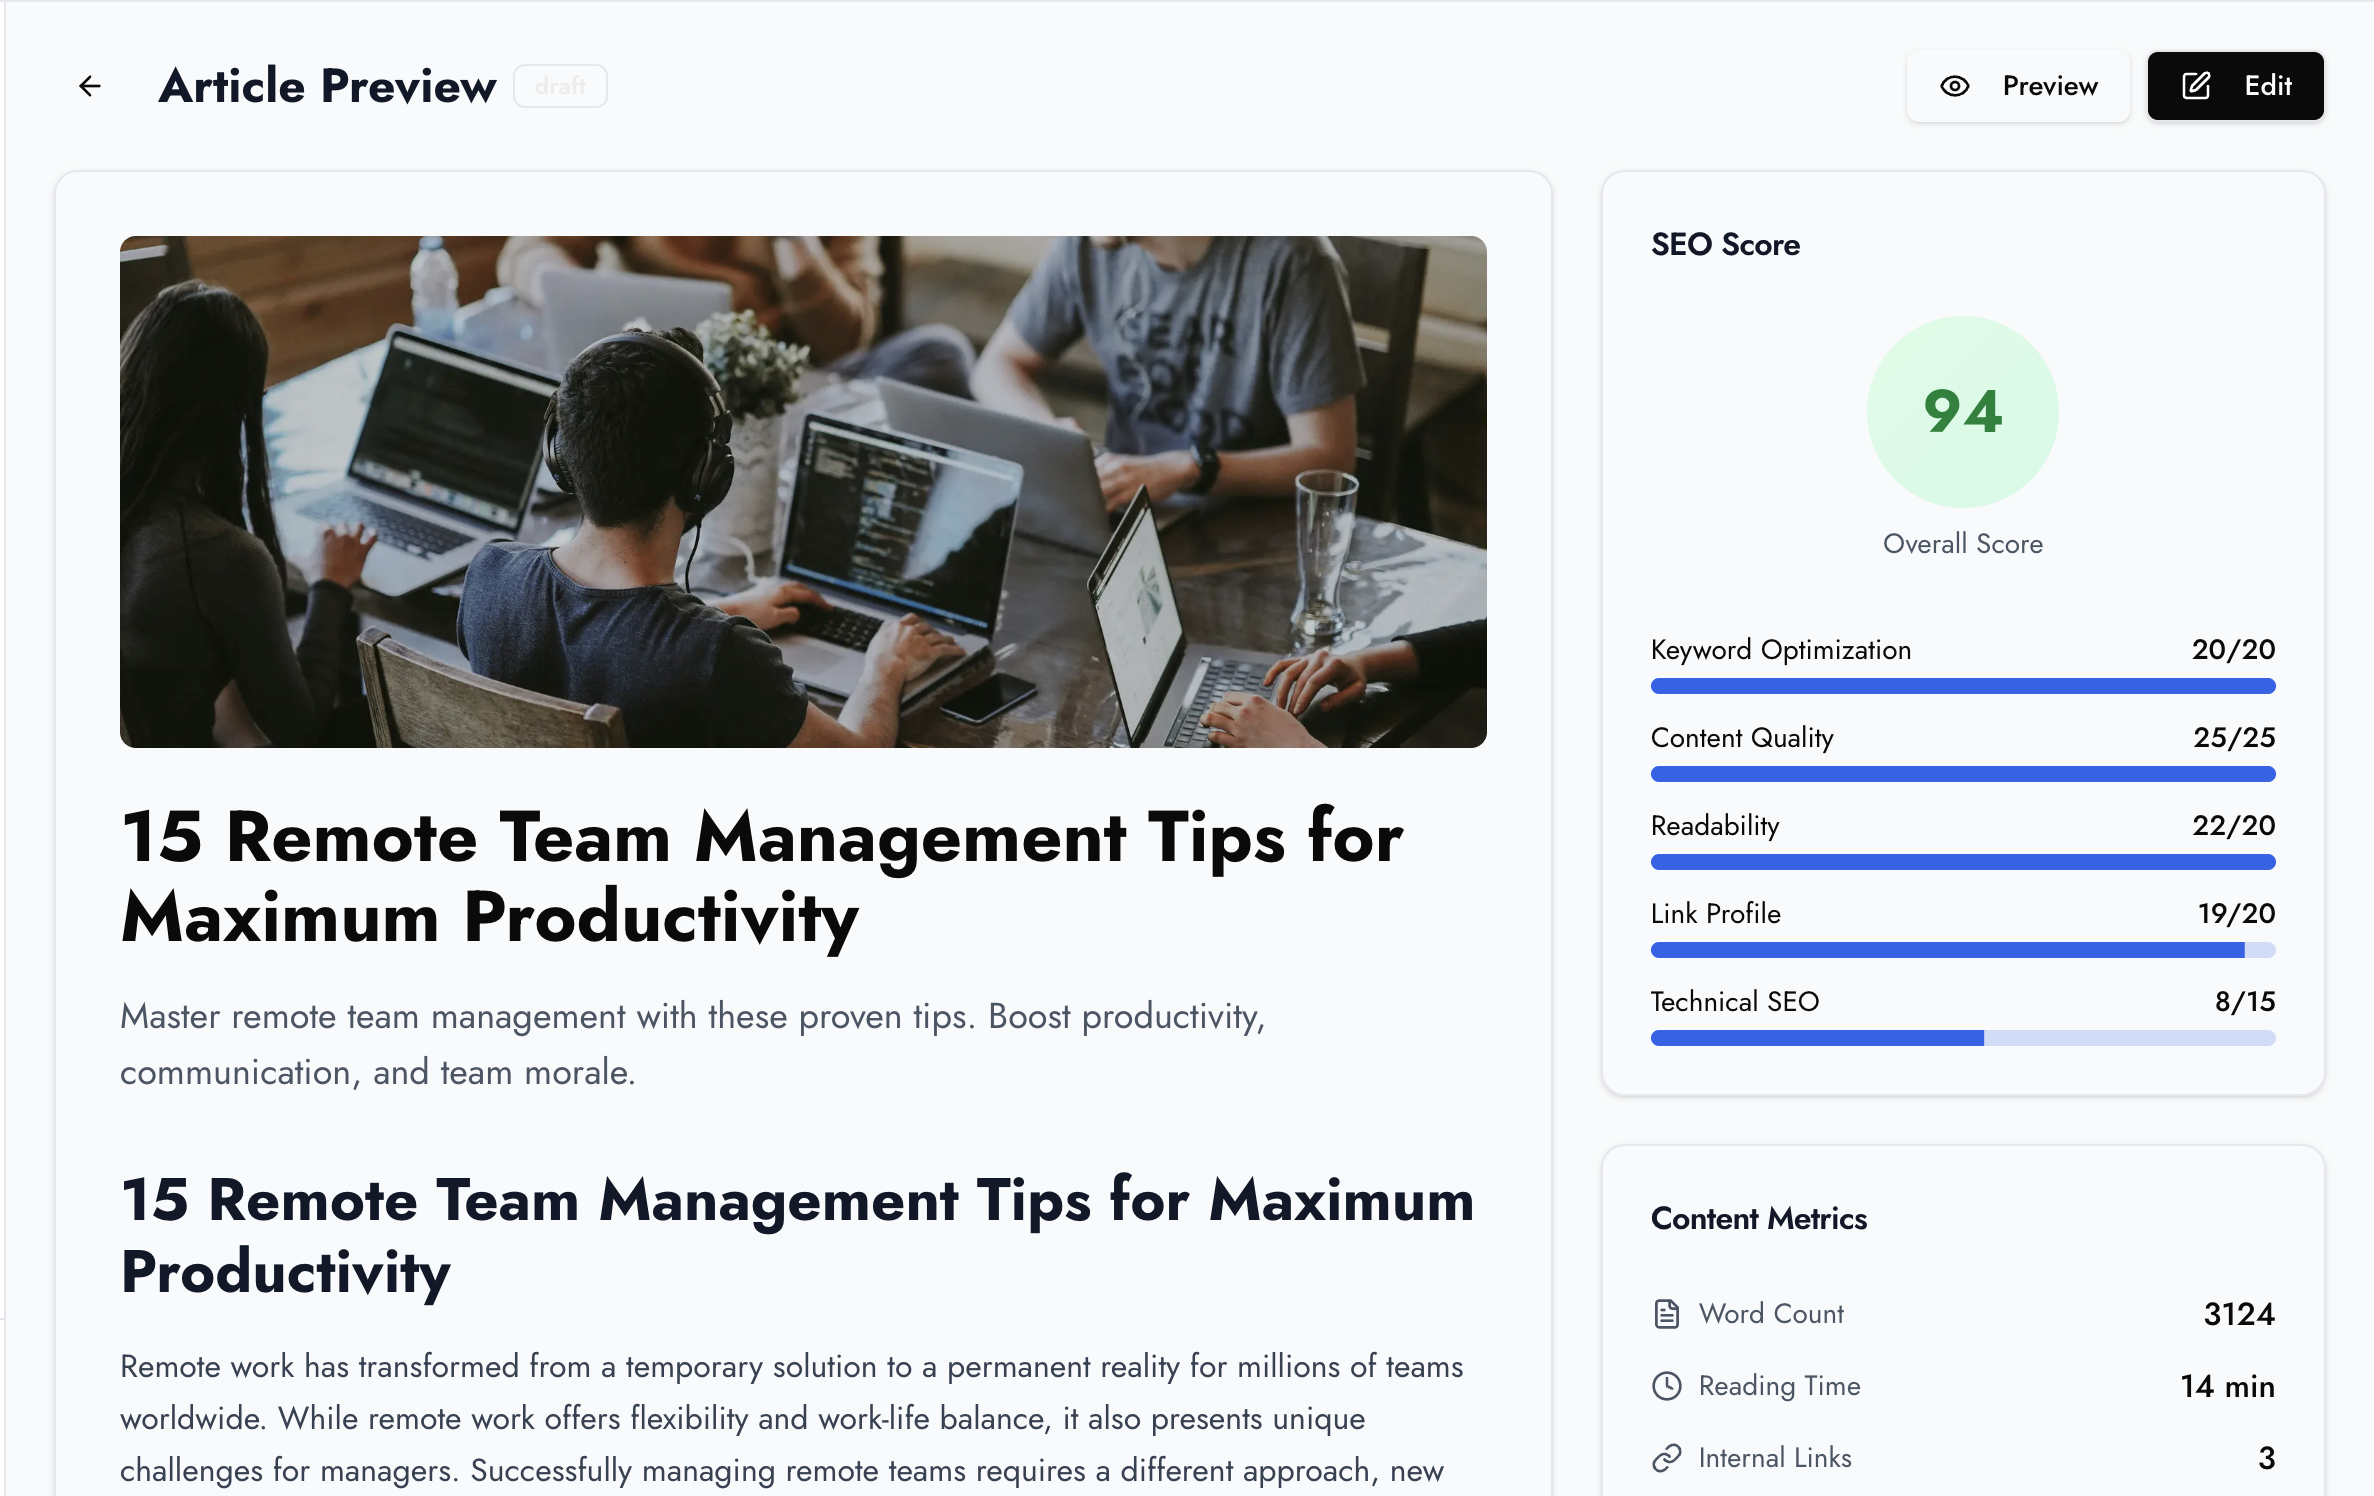 Article Preview
draft
Preview
Edit
15 Remote Team Management Tips for
Maximum Productivity
Master remote team management with these proven tips. Boost productivity,
communication, and team morale.
15 Remote Team Management Tips for Maximum
Productivity
Remote work has transformed from a temporary solution to a permanent reality for millions of teams
worldwide. While remote work offers flexibility and work-life balance, it also presents unique
challenges for managers. Successfully managing remote teams requires a different approach, new
SEO Score
94
Overall Score
Keyword Optimization 20/20
Content Quality 25/25
Readability 22/20
Link Profile 19/20
Technical SEO 8/15
Content Metrics
Word Count 3124
Reading Time 14 min
Internal Links 3